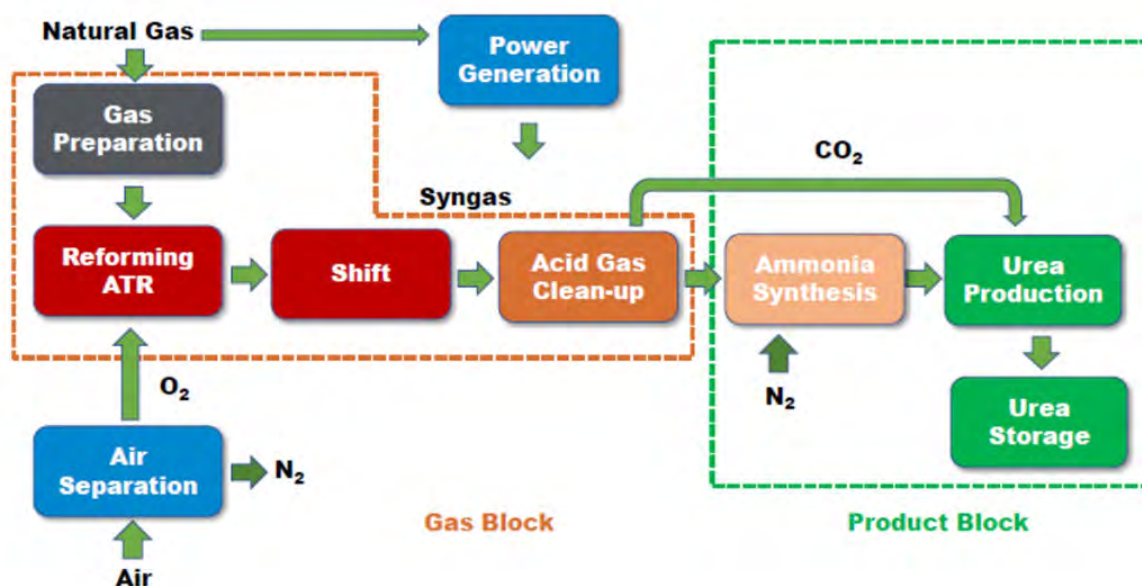 Natural Gas
Power
Generation
Gas
Preparation
CO₂
Syngas
Reforming
ATR
Shift
Acid Gas
Clean-up
Ammonia
Synthesis
Urea
Production
O₂
N₂
Urea
Storage
Air
Separation
N₂
Gas Block
Product Block
Air